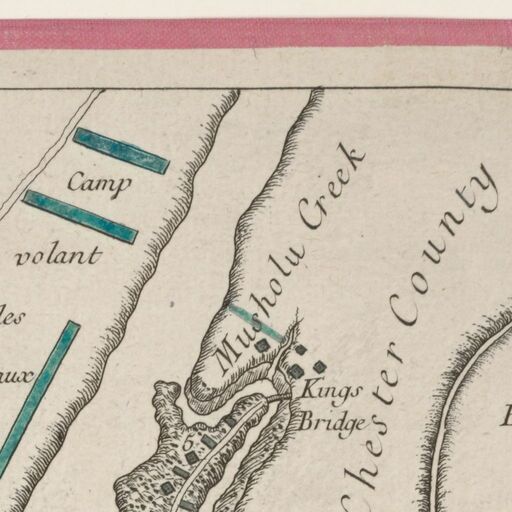 Camp
volant
les
aux
Musholu Creek
Chester County
Kings
Bridge
6